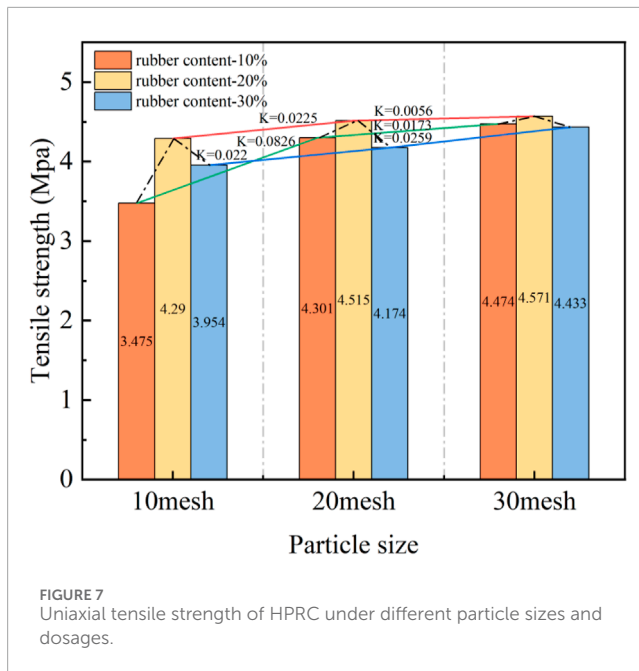 rubber content-10%
rubber content-20%
rubber content-30%
K=0.0225
K=0.0056
K=0.0173
K=0.0826
K=0.0259
K=0.022
5
4
3
2
1
0
Tensile strength (Mpa)
3.475
4.29
3.954
4.301
4.515
4.174
4.474
4.571
4.433
10mesh
20mesh
30mesh
Particle size
FIGURE 7
Uniaxial tensile strength of HPRC under different particle sizes and
dosages.